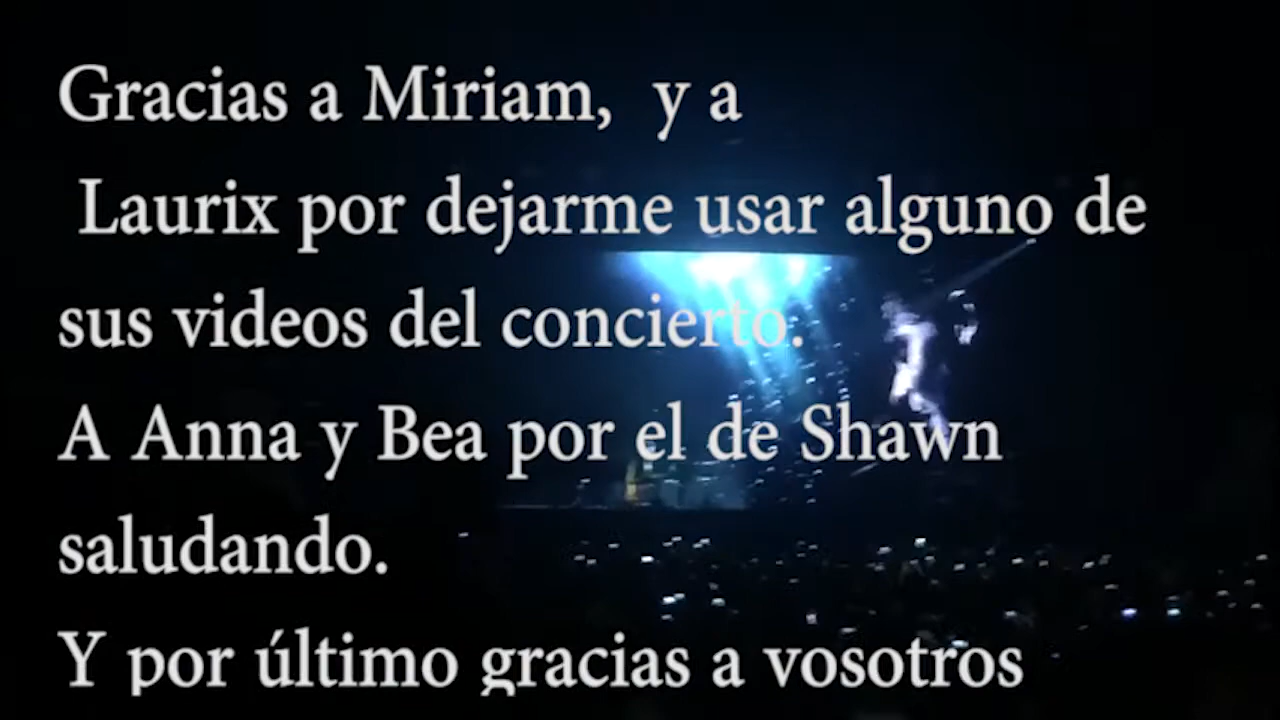 Gracias a Miriam, y a
Laurix por dejarme usar alguno de
sus videos del concierto.
A Anna y Bea por el de Shawn
saludando.
Y por último gracias a vosotros